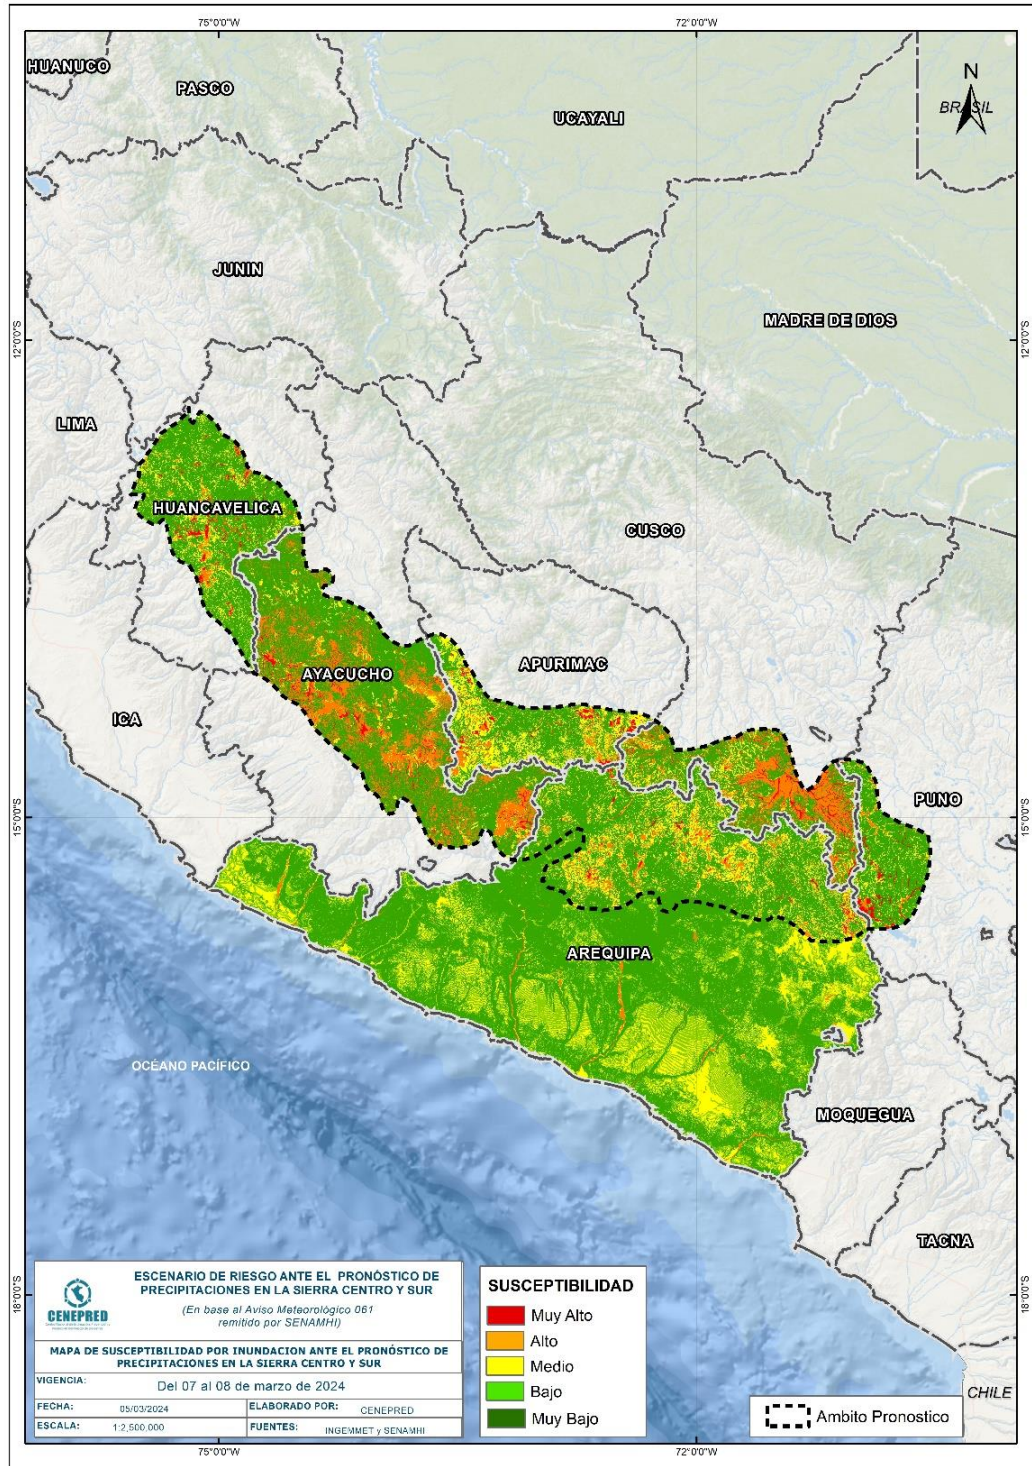 75°0'0"W
72°0'0"W
HUANUCO
PASCO
UCAYALI
N
BRASIL
JUNIN
MADRE DE DIOS
12°0'0"S
12°0'0"S
LIMA
HUANCAVELICA
CUSCO
AYACUCHO
APURIMAC
ICA
PUNO
15°0'0"S
15°0'0"S
AREQUIPA
OCÉANO PACÍFICO
MOQUEGUA
TACNA
18°0'0"S
18°0'0"S
CHILE
CENEPRED
ESCENARIO DE RIESGO ANTE EL PRONÓSTICO DE
PRECIPITACIONES EN LA SIERRA CENTRO Y SUR
(En base al Aviso Meteorológico 061
remitido por SENAMHI)
MAPA DE SUSCEPTIBILIDAD POR INUNDACION ANTE EL PRONÓSTICO DE
PRECIPITACIONES EN LA SIERRA CENTRO Y SUR
VIGENCIA: Del 07 al 08 de marzo de 2024
FECHA: 05/03/2024 ELABORADO POR: CENEPRED
ESCALA: 1:2,500,000 FUENTES: INGEMMET y SENAMHI
SUSCEPTIBILIDAD
Muy Alto
Alto
Medio
Bajo
Muy Bajo
Ambito Pronostico
75°0'0"W
72°0'0"W